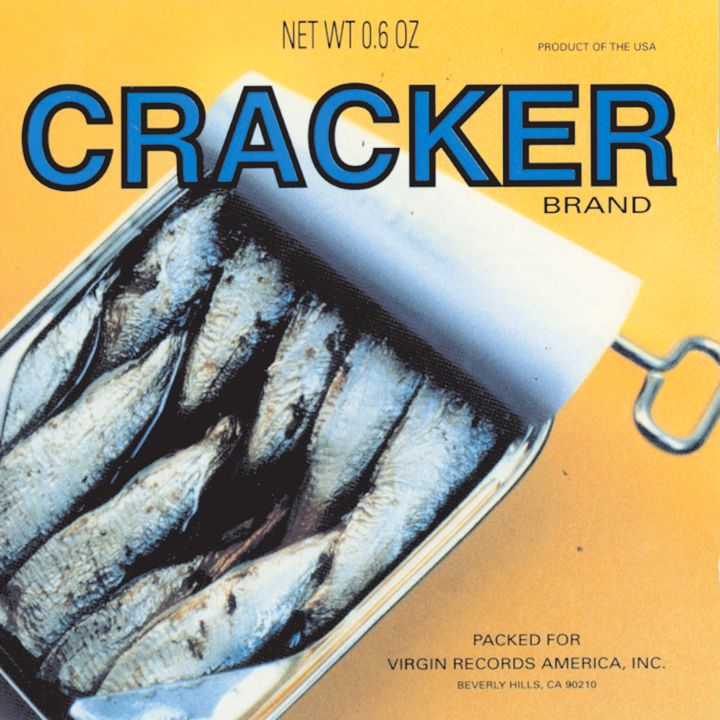 NET WT 0.6 OZ
PRODUCT OF THE USA
CRACKER
BRAND
PACKED FOR
VIRGIN RECORDS AMERICA, INC.
BEVERLY HILLS, CA 90210